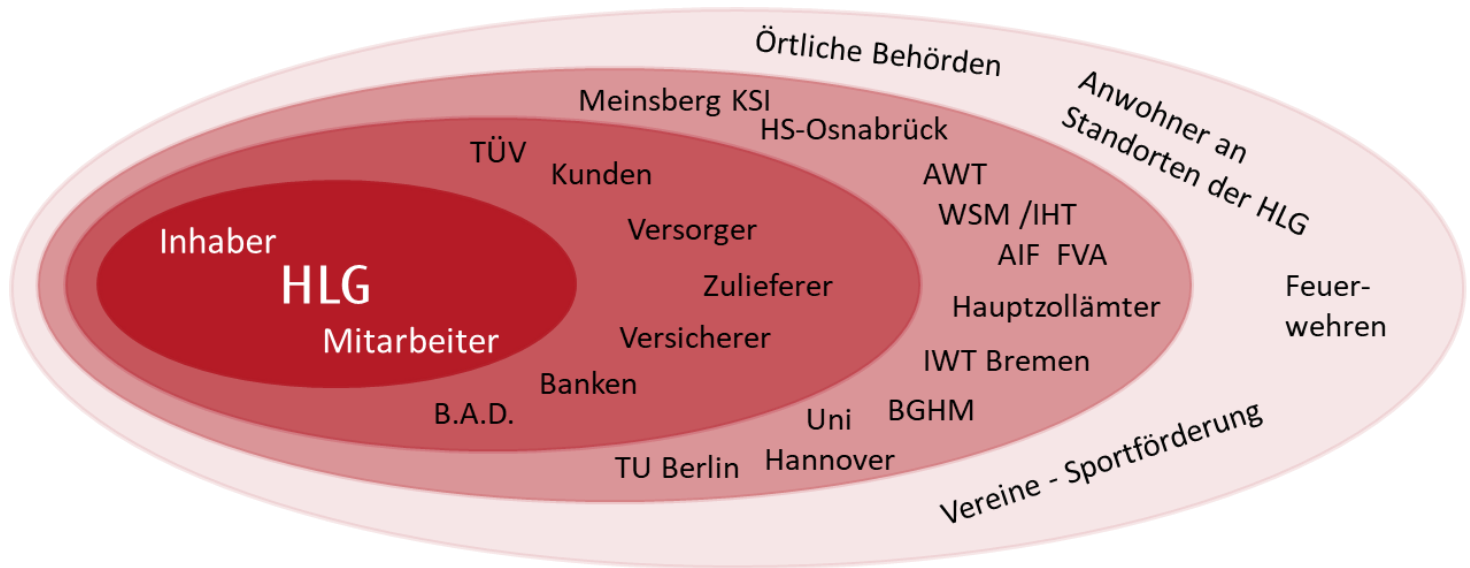 Örtliche Behörden
Anwohner an
Standorten der HLG
Feuer-
wehren
Vereine - Sportförderung
Meinsberg KSI
HS-Osnabrück
AWT
WSM /IHT
AIF FVA
Hauptzollämter
IWT Bremen
BGHM
Uni
Hannover
TU Berlin
TÜV
Kunden
Versorger
Zulieferer
Versicherer
Banken
B.A.D.
Inhaber
HLG
Mitarbeiter